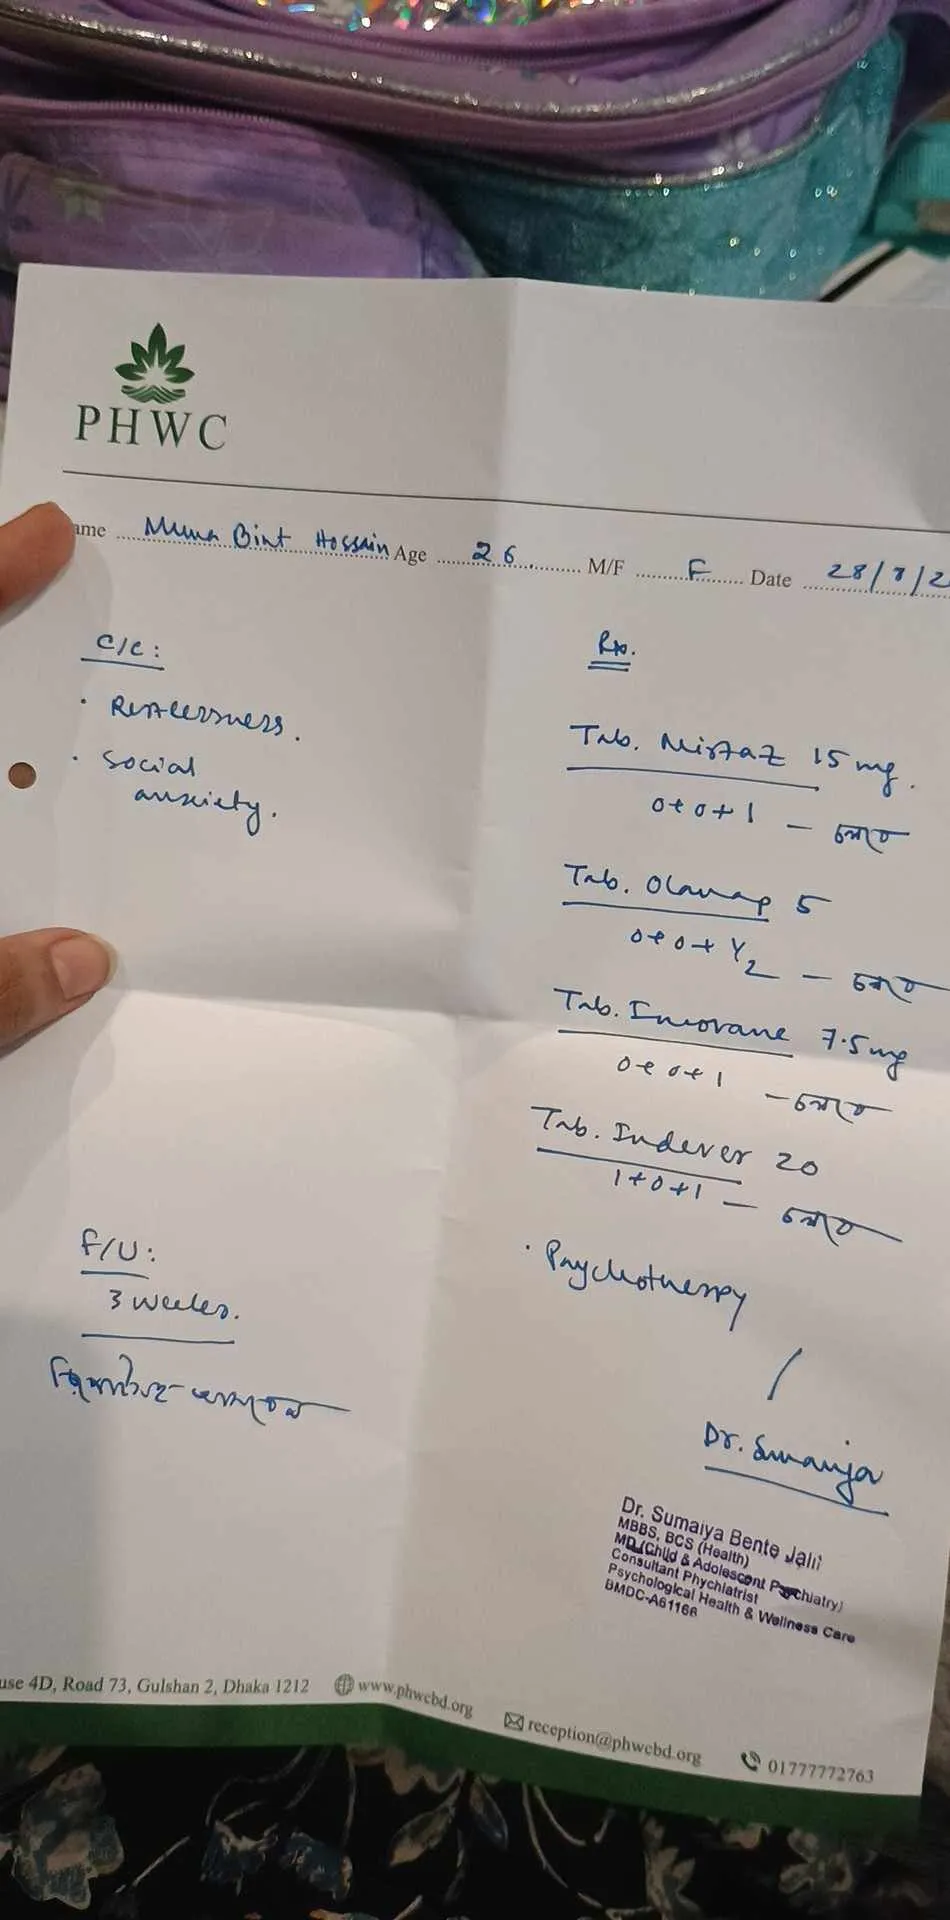 PHWC
ame Muna Bint Hossain Age 26 M/F F Date 28/7/2
C/C:
• Restlessness.
• Social
anxiety.
Rx.
Tab. Mirtaz 15 mg.
0+0+1 – চলবে
Tab. Olanap 5
0+0+1/2 – চলবে
Tab. 7.5 mg
0+0+1 – চলবে
Tab. Indever 20
1+0+1 – চলবে
• Psychotherapy
F/U:
3 weeks.
Dr. Sumaiya
Dr. Sumaiya Bente Jalil
MBBS, BCS (Health)
MD (Child & Adolescent Psychiatry)
Consultant Phychiatrist
Psychological Health & Wellness Care
BMDC-A61166
use 4D, Road 73, Gulshan 2, Dhaka 1212 www.phwcbd.org reception@phwcbd.org 01777772763